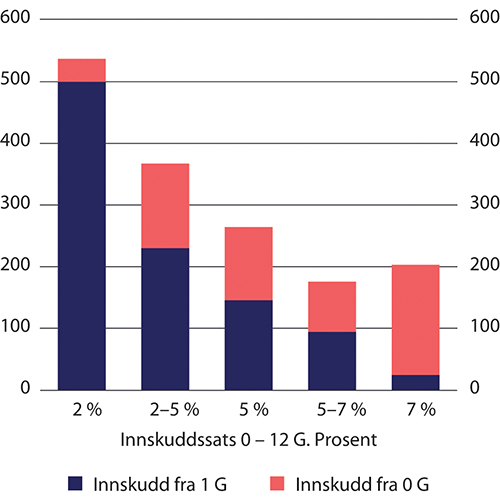 600 600
500 500
400 400
300 300
200 200
100 100
0 0
2 % 2–5 % 5 % 5–7 % 7 %
Innskuddssats 0 – 12 G. Prosent
Innskudd fra 1 G Innskudd fra 0 G